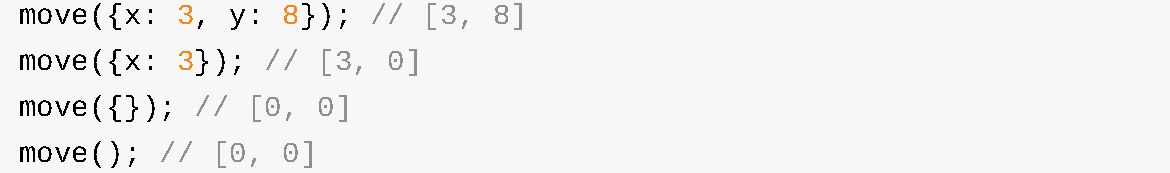 move({x: 3, y: 8}); // [3, 8]
move({x: 3}); // [3, 0]
move({}); // [0, 0]
move(); // [0, 0]